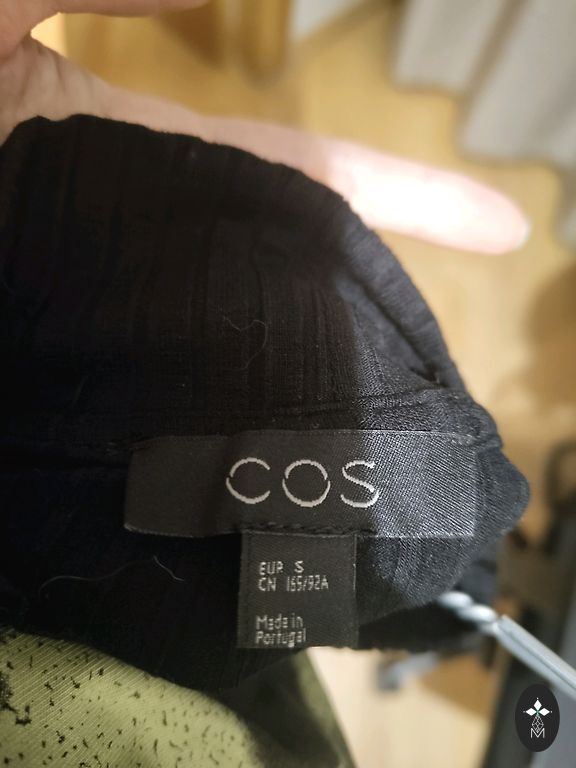 COS
EUR S
CN 165/92A
Made in
Portugal
M